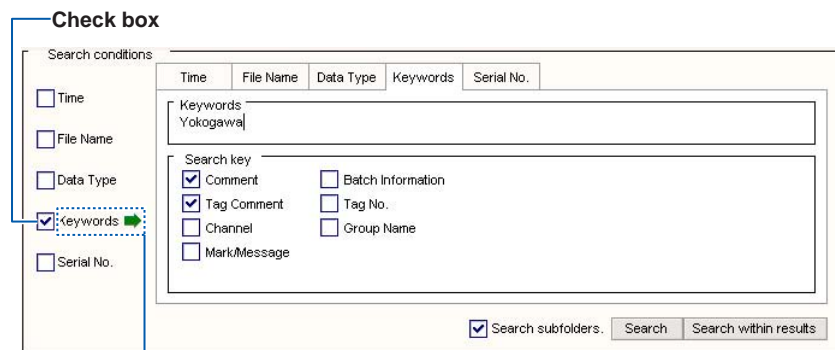 Check box
Search conditions
Time File Name Data Type Keywords Serial No.
Time
File Name
Data Type
Keywords
Serial No.
Keywords
Yokogawa
Search key
Comment Batch Information
Tag Comment Tag No.
Channel Group Name
Mark/Message
Search subfolders. Search Search within results